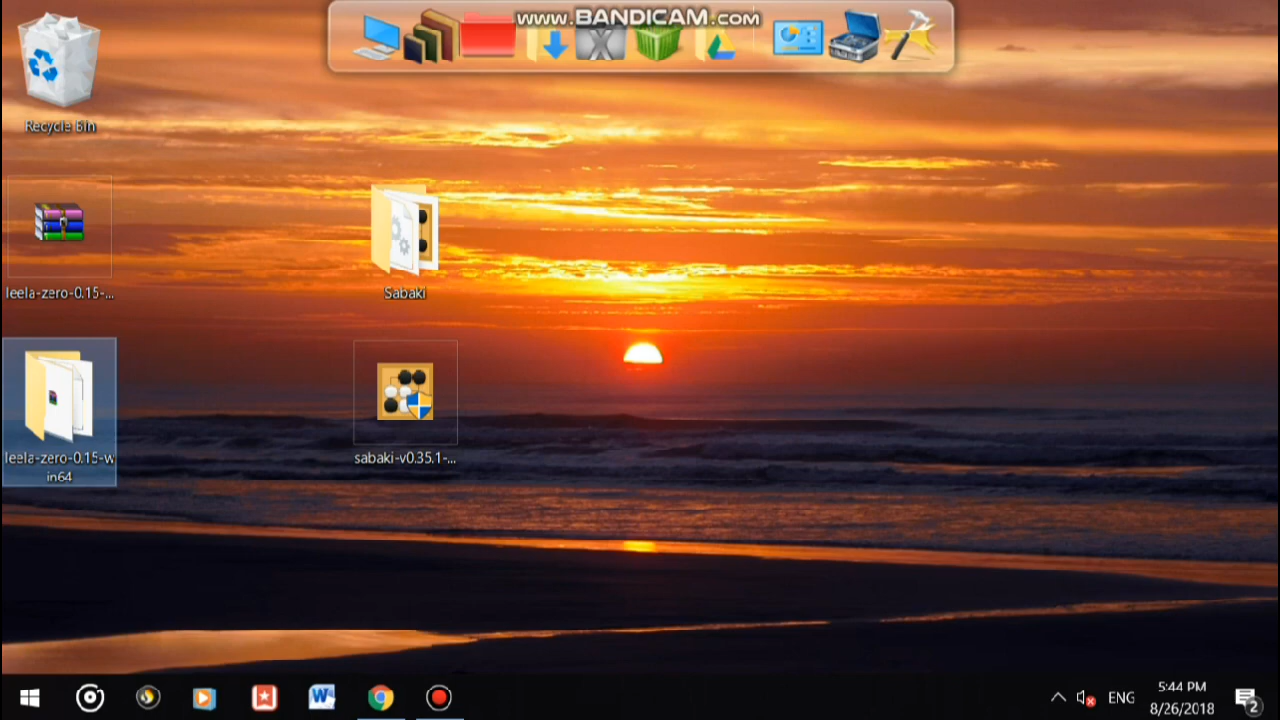 www.BANDICAM.com
Recycle Bin
leela-zero-0.15-...
Sabaki
leela-zero-0.15-w
in64
sabaki-v0.35.1-...
ENG
5:44 PM
8/26/2018
2